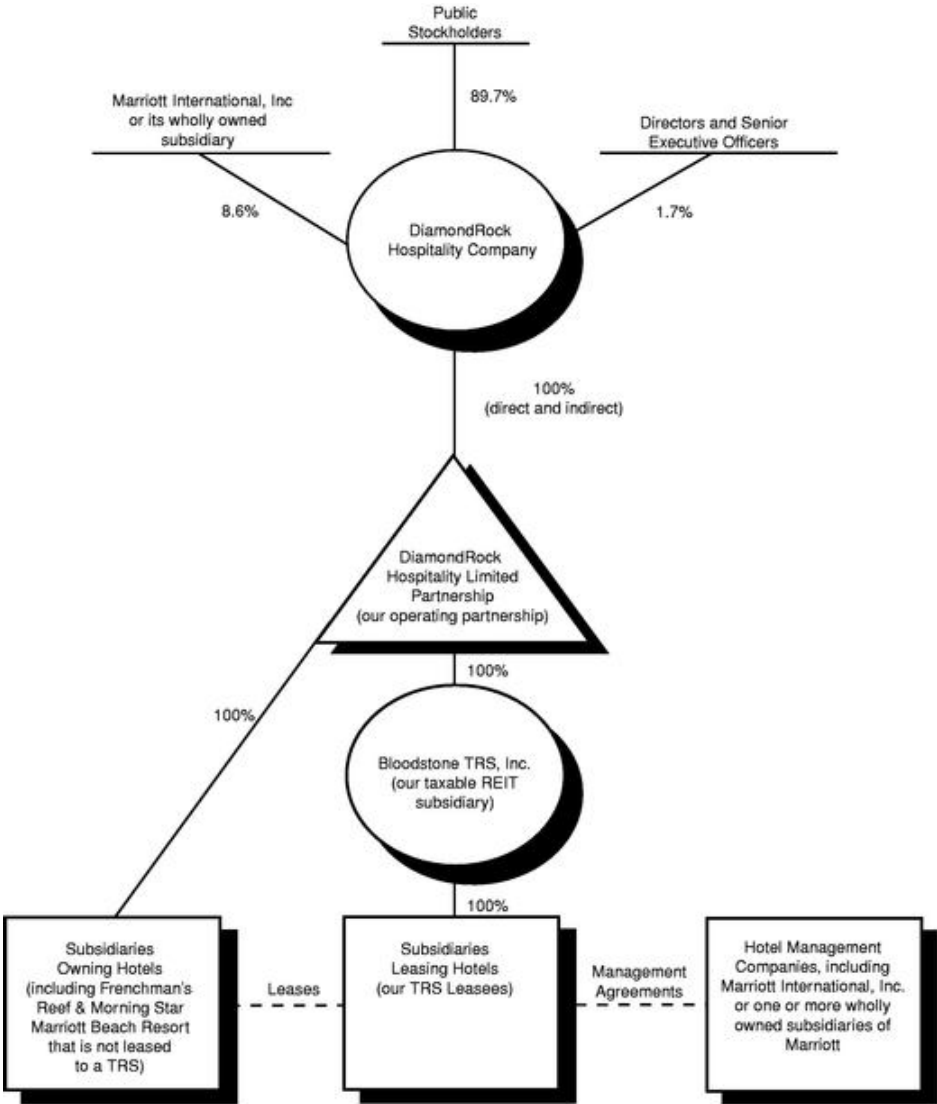 Public
Stockholders
89.7%
Marriott International, Inc
or its wholly owned
subsidiary
Directors and Senior
Executive Officers
8.6%
1.7%
DiamondRock
Hospitality Company
100%
(direct and indirect)
DiamondRock
Hospitality Limited
Partnership
(our operating partnership)
100%
100%
Bloodstone TRS, Inc.
(our taxable REIT
subsidiary)
100%
Subsidiaries
Owning Hotels
(including Frenchman's
Reef & Morning Star
Marriott Beach Resort
that is not leased
to a TRS)
Leases
Subsidiaries
Leasing Hotels
(our TRS Leasees)
Management
Agreements
Hotel Management
Companies, including
Marriott International, Inc.
or one or more wholly
owned subsidiaries of
Marriott